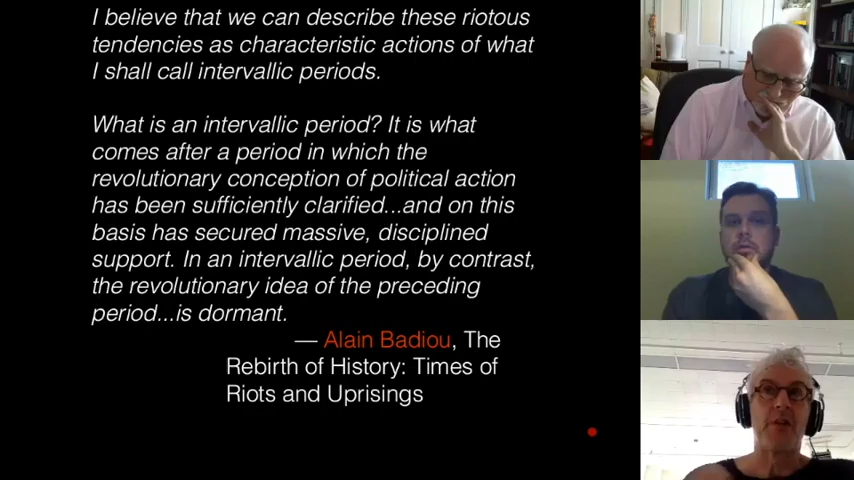 I believe that we can describe these riotous
tendencies as characteristic actions of what
I shall call intervallic periods.
What is an intervallic period? It is what
comes after a period in which the
revolutionary conception of political action
has been sufficiently clarified...and on this
basis has secured massive, disciplined
support. In an intervallic period, by contrast,
the revolutionary idea of the preceding
period...is dormant.
— Alain Badiou, The
Rebirth of History: Times of
Riots and Uprisings